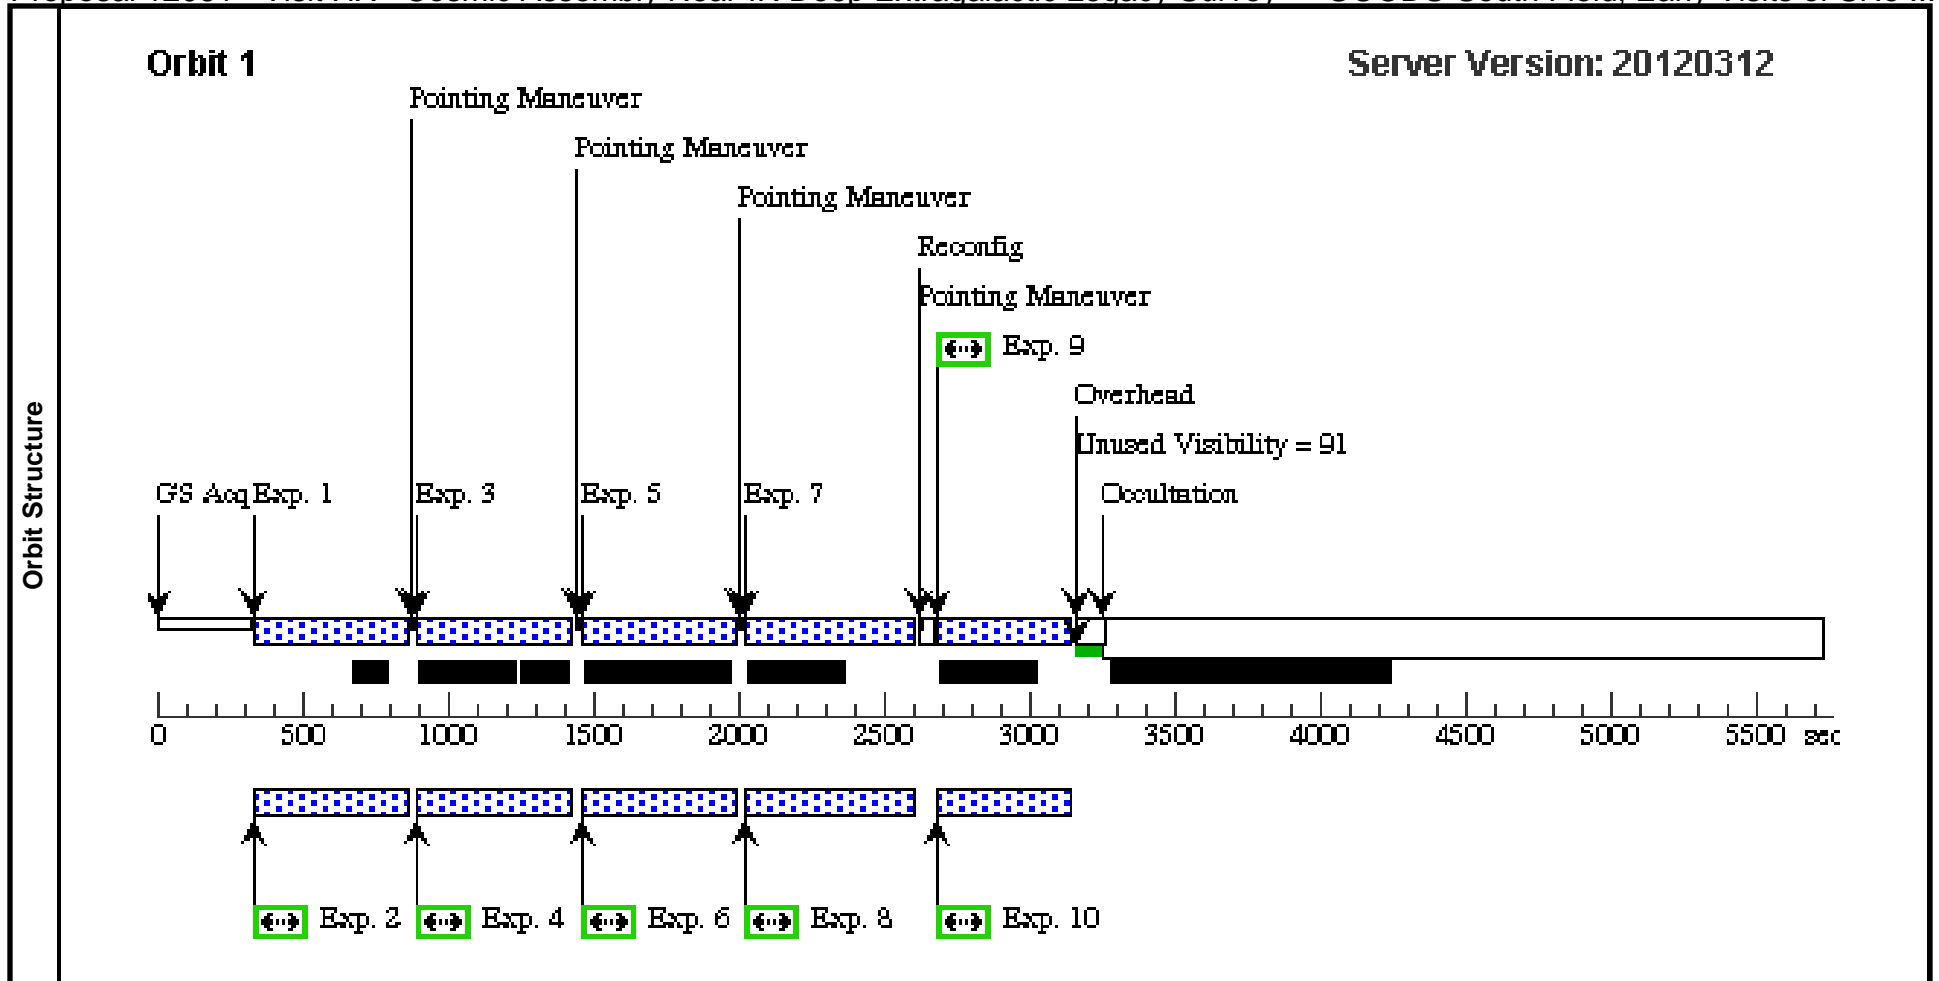 Orbit 1
Server Version: 20120312
Pointing Maneuver
Pointing Maneuver
Pointing Maneuver
Reconfig
Pointing Maneuver
Exp. 9
Overhead
Unused Visibility = 91
GS Acq Exp. 1 Exp. 3 Exp. 5 Exp. 7 Occultation
Orbit Structure
0 500 1000 1500 2000 2500 3000 3500 4000 4500 5000 5500 sec
Exp. 2 Exp. 4 Exp. 6 Exp. 8 Exp. 10